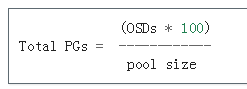 (OSDs * 100)
Total PGs = ------------
pool size